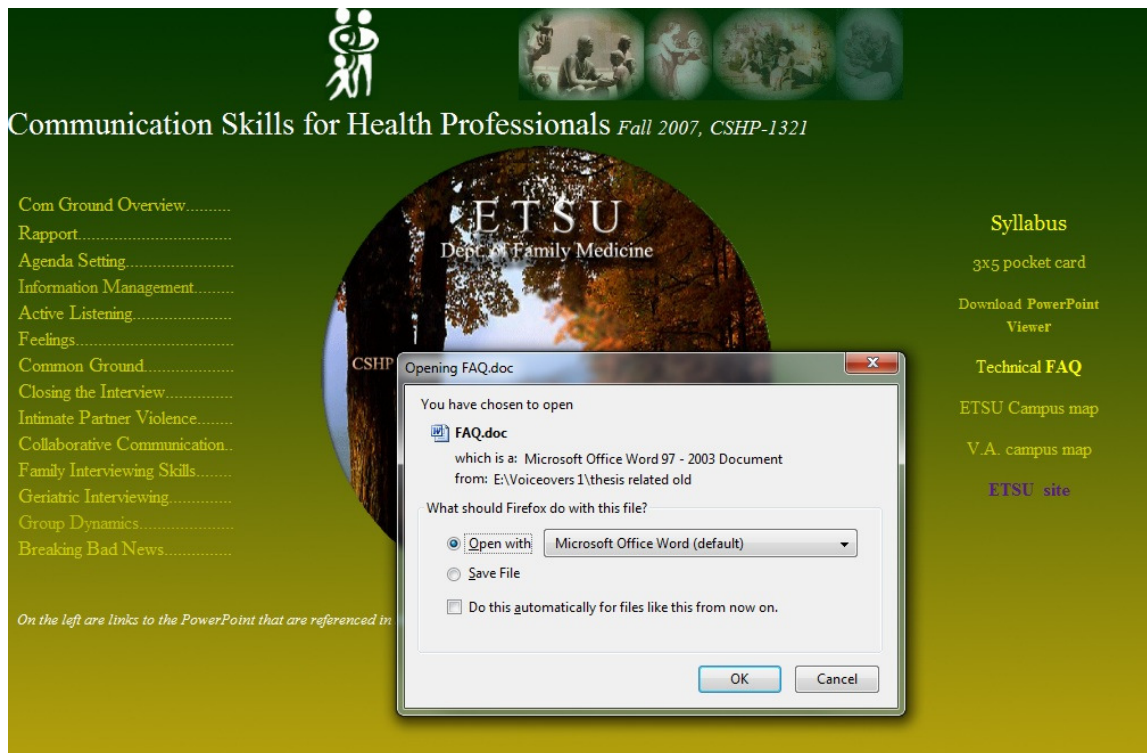 Communication Skills for Health Professionals Fall 2007, CSHP-1321
Com Ground Overview..........
Rapport................................
Agenda Setting.......................
Information Management.........
Active Listening.....................
Feelings.................................
Common Ground...................
Closing the Interview..............
Intimate Partner Violence........
Collaborative Communication..
Family Interviewing Skills........
Geriatric Interviewing.............
Group Dynamics....................
Breaking Bad News..............
On the left are links to the PowerPoint that are referenced in
ETSU
Dept. of Family Medicine
CSHP
Opening FAQ.doc
x
You have chosen to open
FAQ.doc
which is a: Microsoft Office Word 97 - 2003 Document
from: E:\Voiceovers 1\thesis related old
What should Firefox do with this file?
Open with Microsoft Office Word (default)
Save File
Do this automatically for files like this from now on.
OK Cancel
Syllabus
3x5 pocket card
Download PowerPoint
Viewer
Technical FAQ
ETSU Campus map
V.A. campus map
ETSU site